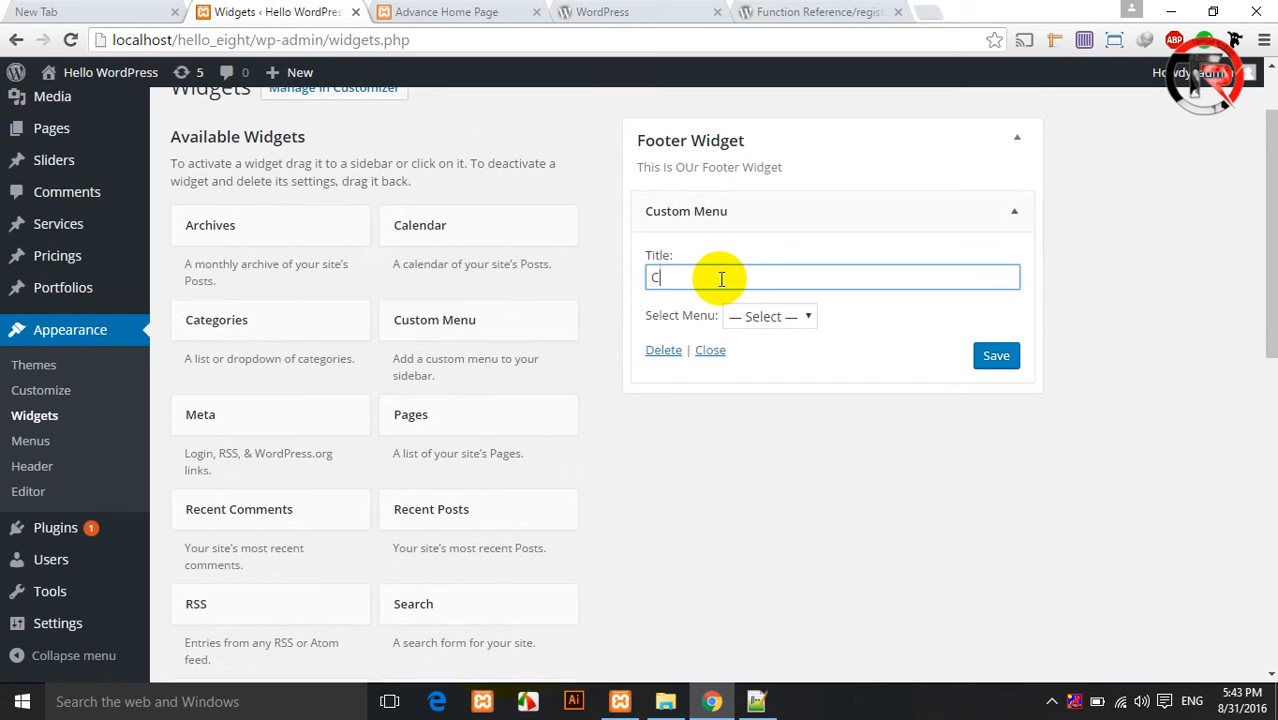 New Tab
Widgets ‹ Hello WordPres
Advance Home Page
WordPress
Function Reference/regist
localhost/hello_eight/wp-admin/widgets.php
ABP
Hello WordPress
5
0
New
Media
Pages
Sliders
Comments
Services
Pricings
Portfolios
Appearance
Themes
Customize
Widgets
Menus
Header
Editor
Plugins 1
Users
Tools
Settings
Collapse menu
Widgets
Manage in Customizer
Available Widgets
To activate a widget drag it to a sidebar or click on it. To deactivate a
widget and delete its settings, drag it back.
Archives
Calendar
A monthly archive of your site's
Posts.
A calendar of your site's Posts.
Categories
Custom Menu
A list or dropdown of categories.
Add a custom menu to your
sidebar.
Meta
Pages
Login, RSS, & WordPress.org
links.
A list of your site's Pages.
Recent Comments
Recent Posts
Your site's most recent
comments.
Your site's most recent Posts.
RSS
Search
Entries from any RSS or Atom
feed.
A search form for your site.
Footer Widget
This Is OUr Footer Widget
Custom Menu
Title:
C
Select Menu: — Select —
Delete | Close
Save
Search the web and Windows
Ai
ENG
5:43 PM
8/31/2016